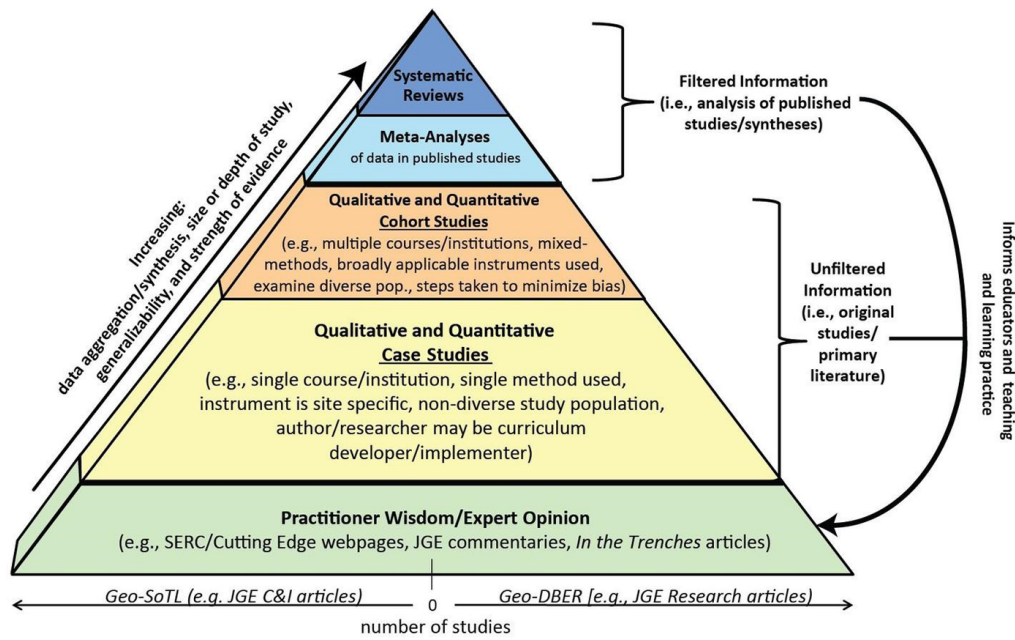 Systematic
Reviews
Meta-Analyses
of data in published studies
Qualitative and Quantitative
Cohort Studies
(e.g., multiple courses/institutions, mixed-
methods, broadly applicable instruments used,
examine diverse pop., steps taken to minimize bias)
Qualitative and Quantitative
Case Studies
(e.g., single course/institution, single method used,
instrument is site specific, non-diverse study population,
author/researcher may be curriculum
developer/implementer)
Practitioner Wisdom/Expert Opinion
(e.g., SERC/Cutting Edge webpages, JGE commentaries, In the Trenches articles)
Increasing:
data aggregation/synthesis, size or depth of study,
generalizability, and strength of evidence
Filtered Information
(i.e., analysis of published
studies/syntheses)
Unfiltered
Information
(i.e., original
studies/
primary
literature)
Informs educators and teaching
and learning practice
Geo-SoTL (e.g. JGE C&I articles)
0
Geo-DBER [e.g., JGE Research articles)
number of studies